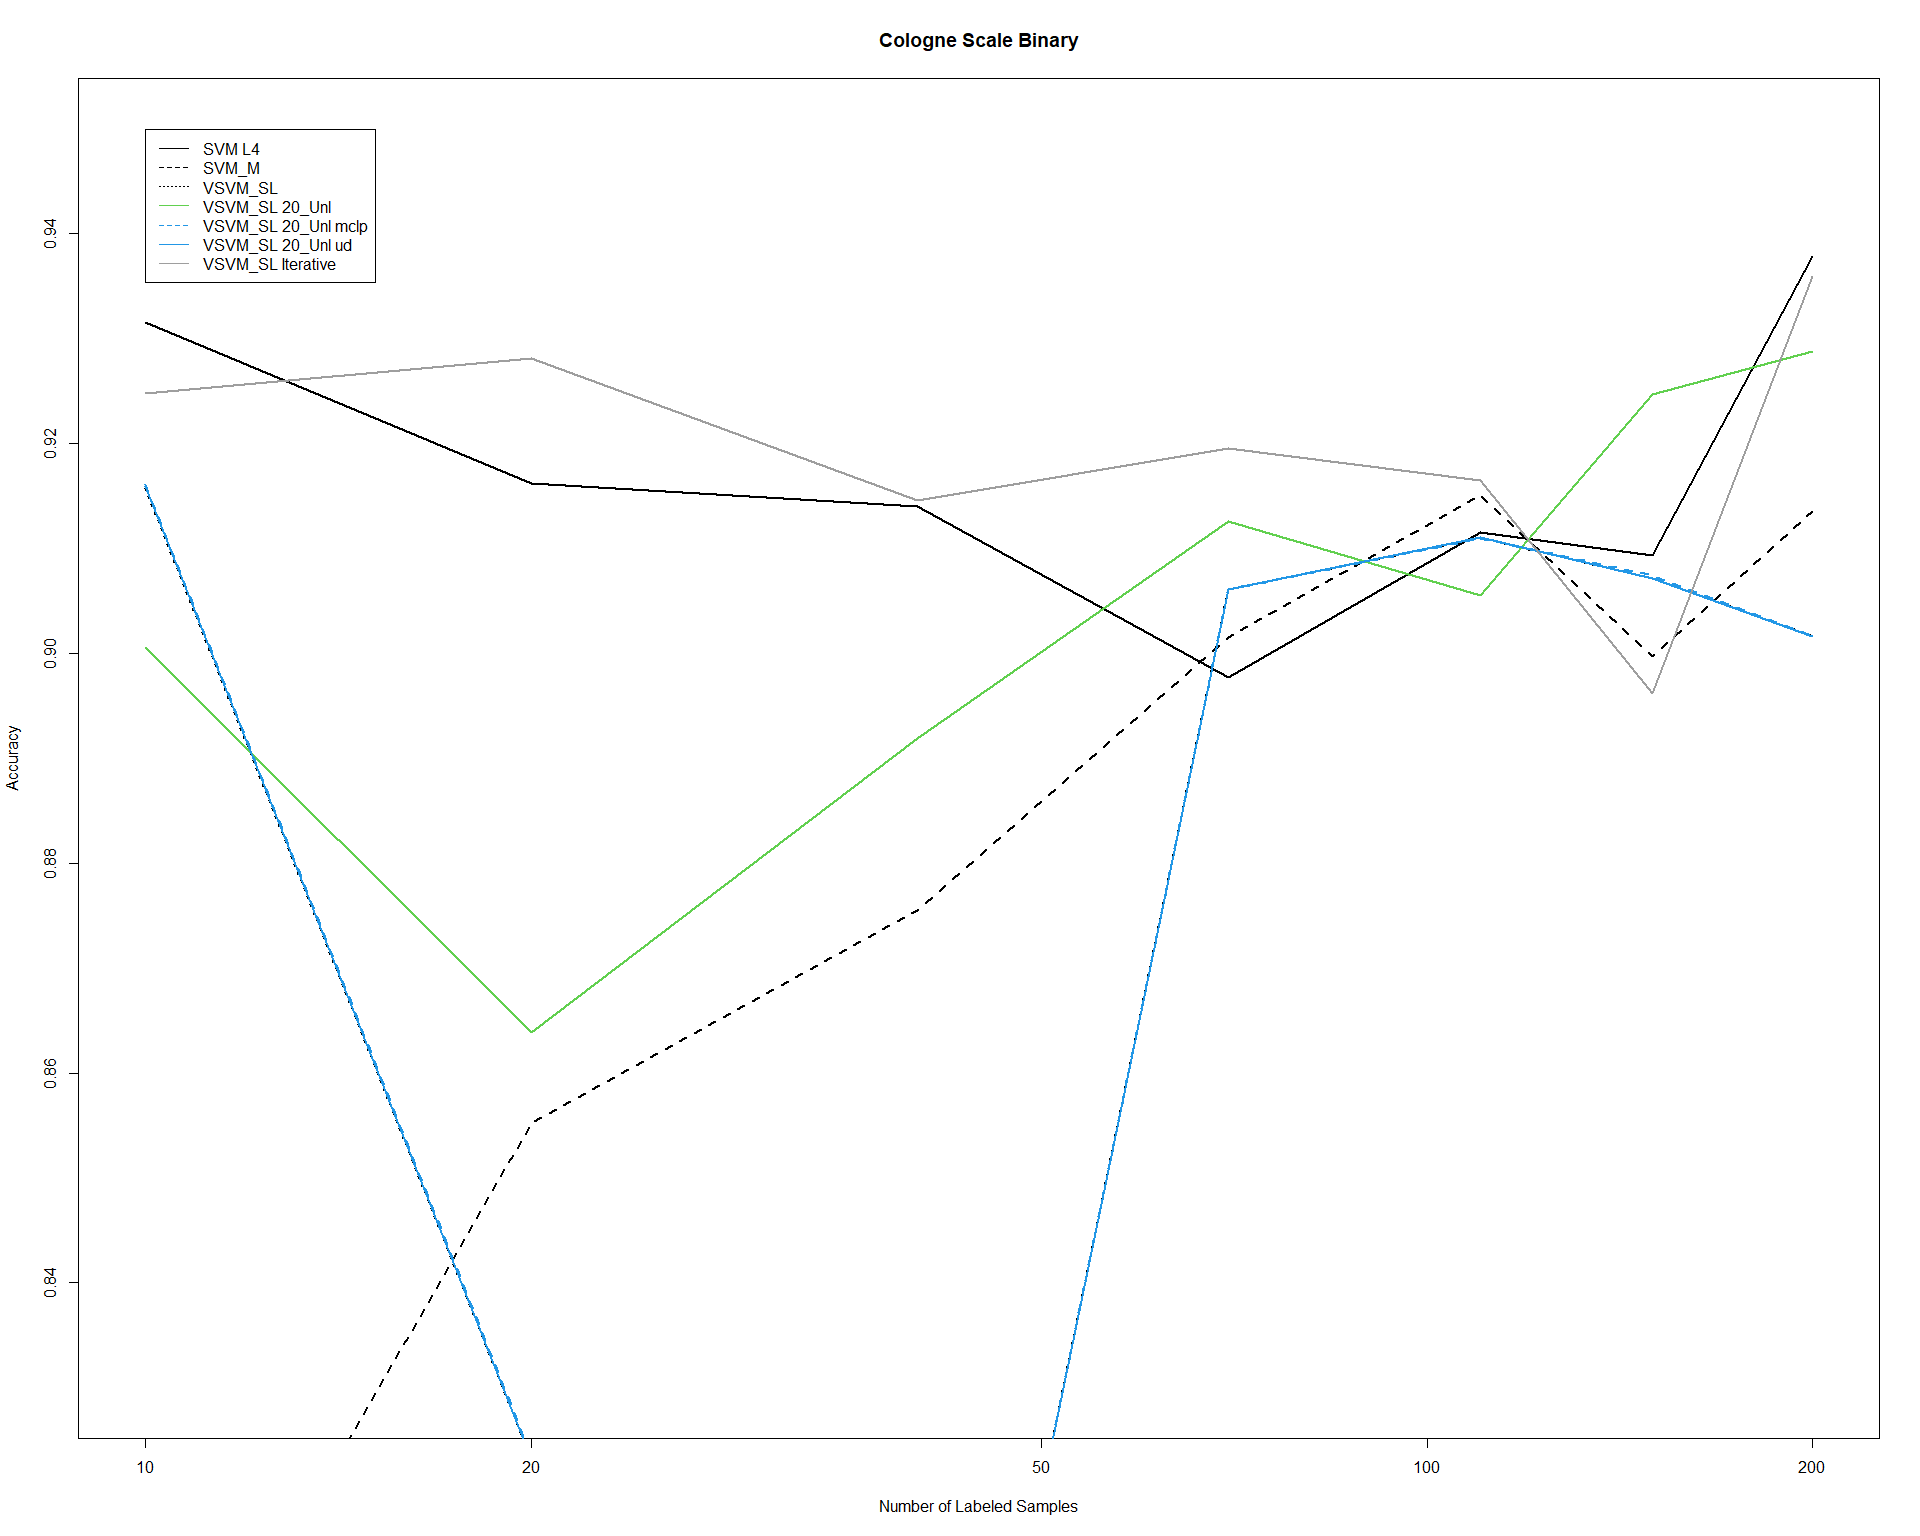 Cologne Scale Binary
SVM L4
SVM_M
VSVM_SL
VSVM_SL 20_Unl
VSVM_SL 20_Unl mclp
VSVM_SL 20_Unl ud
VSVM_SL Iterative
0.94
0.92
0.90
0.88
0.86
0.84
Accuracy
10 20 50 100 200
Number of Labeled Samples